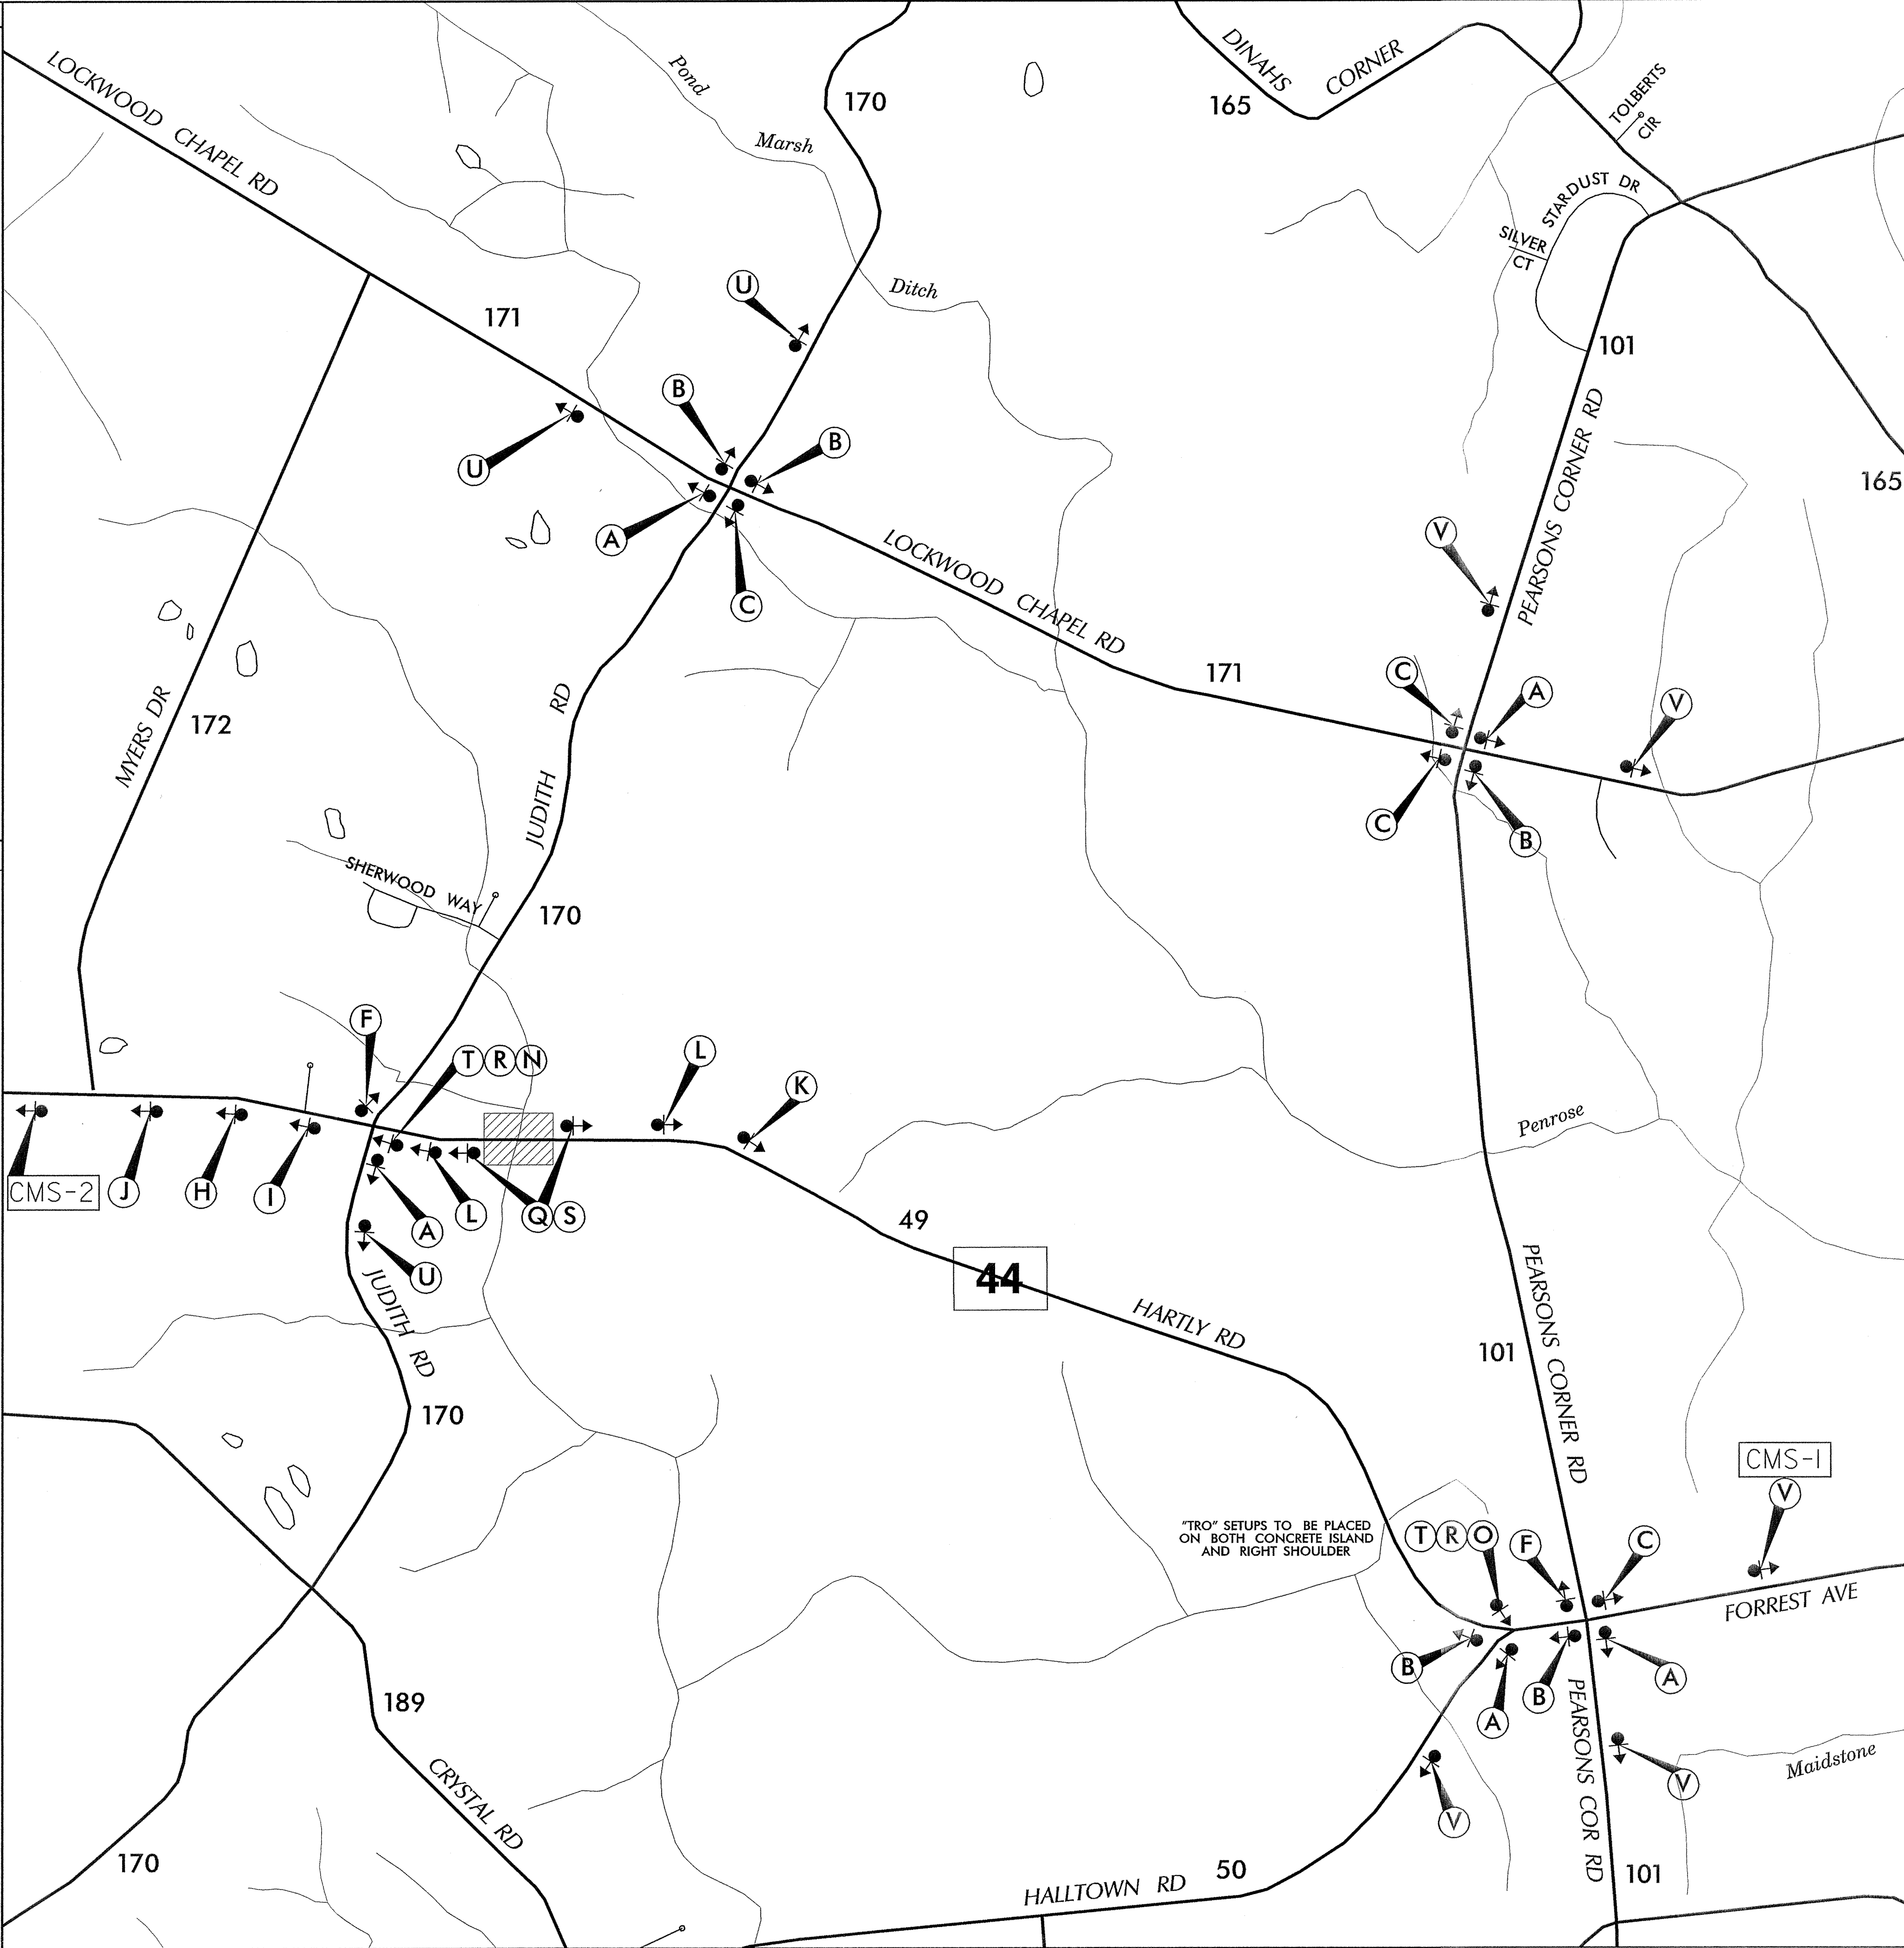 LOCKWOOD CHAPEL RD
Pond
Marsh
Ditch
170
DINAHS CORNER
165
TOLBERTS
CIR
STARDUST DR
SILVER
CT
101
171
U
U
B
B
A
C
PEARSONS CORNER RD
165
V
LOCKWOOD CHAPEL RD
171
C
A
V
C
B
MYERS DR
172
JUDITH RD
SHERWOOD WAY
170
F
T R N
L
K
CMS-2
J
H
I
A
L
Q S
U
JUDITH RD
170
49
44
HARTLY RD
Penrose
101
PEARSONS CORNER RD
CMS-1
V
"TRO" SETUPS TO BE PLACED
ON BOTH CONCRETE ISLAND
AND RIGHT SHOULDER
T R O
F
C
FORREST AVE
B
A
B
A
V
V
PEARSONS COR RD
Maidstone
101
189
CRYSTAL RD
170
HALLTOWN RD
50